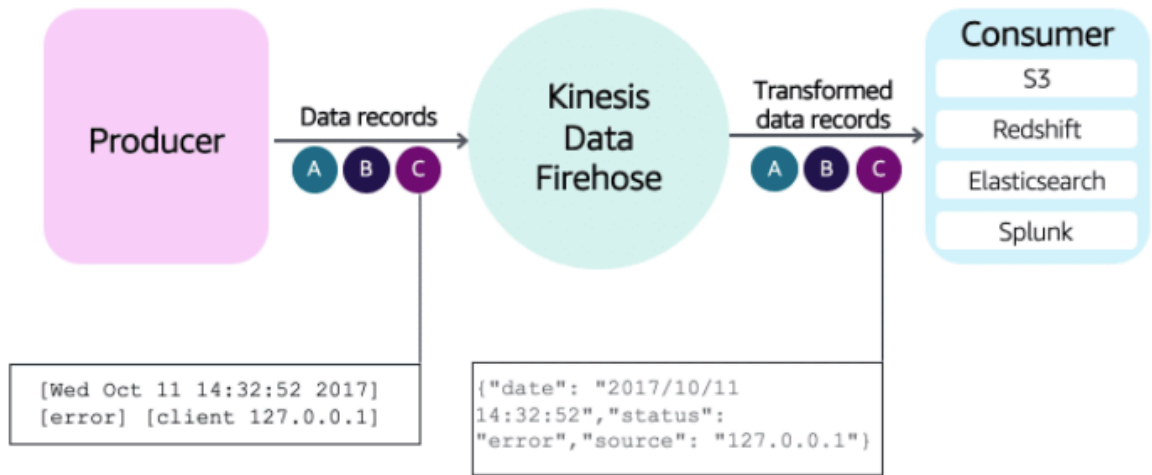 Producer
Data records
A B C
Kinesis
Data
Firehose
Transformed
data records
A B C
Consumer
S3
Redshift
Elasticsearch
Splunk
[Wed Oct 11 14:32:52 2017]
[error] [client 127.0.0.1]
{"date": "2017/10/11
14:32:52","status":
"error","source": "127.0.0.1"}